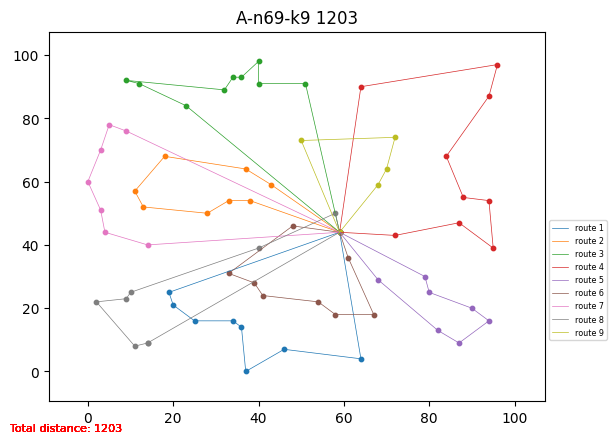 A-n69-k9 1203
100
80
60
40
20
0
0 20 40 60 80 100
route 1
route 2
route 3
route 4
route 5
route 6
route 7
route 8
route 9
Total distance: 1203